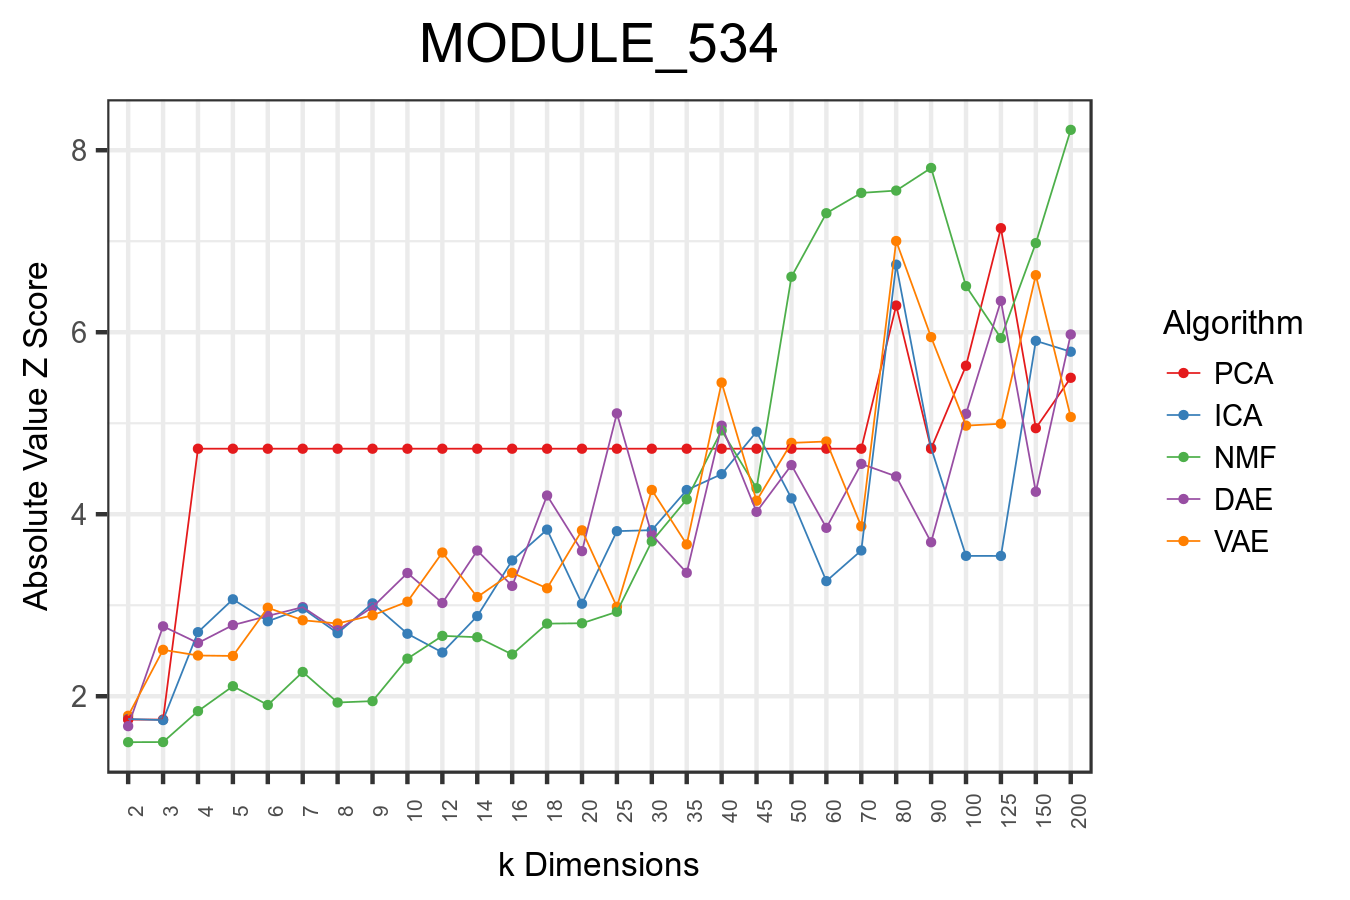 MODULE_534
Absolute Value Z Score
8
6
4
2
2 3 4 5 6 7 8 9 10 12 14 16 18 20 25 30 35 40 45 50 60 70 80 90 100 125 150 200
k Dimensions
Algorithm
PCA
ICA
NMF
DAE
VAE